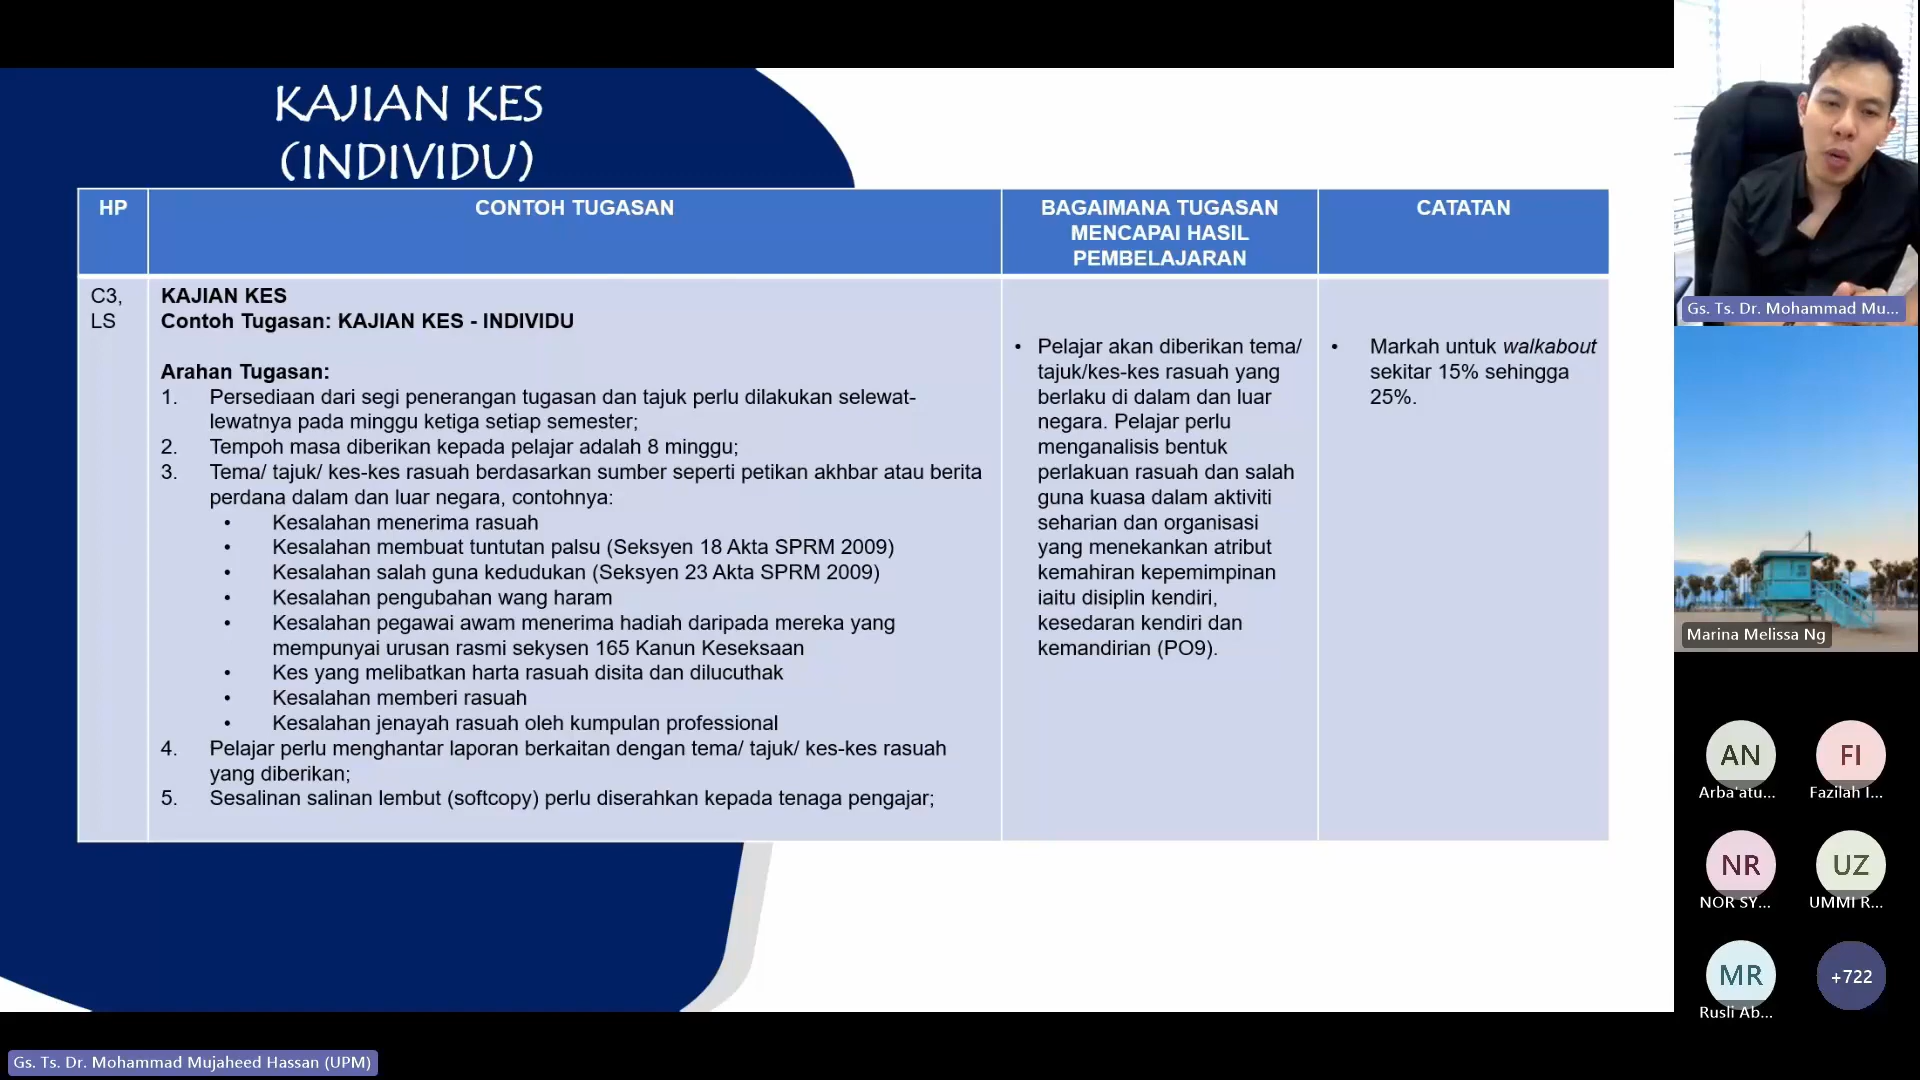 KAJIAN KES
(INDIVIDU)
HP
CONTOH TUGASAN
BAGAIMANA TUGASAN
MENCAPAI HASIL
PEMBELAJARAN
CATATAN
C3,
LS
KAJIAN KES
Contoh Tugasan: KAJIAN KES - INDIVIDU
Arahan Tugasan:
1. Persediaan dari segi penerangan tugasan dan tajuk perlu dilakukan selewat-
lewatnya pada minggu ketiga setiap semester;
2. Tempoh masa diberikan kepada pelajar adalah 8 minggu;
3. Tema/ tajuk/ kes-kes rasuah berdasarkan sumber seperti petikan akhbar atau berita
perdana dalam dan luar negara, contohnya:
• Kesalahan menerima rasuah
• Kesalahan membuat tuntutan palsu (Seksyen 18 Akta SPRM 2009)
• Kesalahan salah guna kedudukan (Seksyen 23 Akta SPRM 2009)
• Kesalahan pengubahan wang haram
• Kesalahan pegawai awam menerima hadiah daripada mereka yang
mempunyai urusan rasmi sekysen 165 Kanun Keseksaan
• Kes yang melibatkan harta rasuah disita dan dilucuthak
• Kesalahan memberi rasuah
• Kesalahan jenayah rasuah oleh kumpulan professional
4. Pelajar perlu menghantar laporan berkaitan dengan tema/ tajuk/ kes-kes rasuah
yang diberikan;
5. Sesalinan salinan lembut (softcopy) perlu diserahkan kepada tenaga pengajar;
• Pelajar akan diberikan tema/
tajuk/kes-kes rasuah yang
berlaku di dalam dan luar
negara. Pelajar perlu
menganalisis bentuk
perlakuan rasuah dan salah
guna kuasa dalam aktiviti
seharian dan organisasi
yang menekankan atribut
kemahiran kepemimpinan
iaitu disiplin kendiri,
kesedaran kendiri dan
kemandirian (PO9).
• Markah untuk walkabout
sekitar 15% sehingga
25%.
Gs. Ts. Dr. Mohammad Mu...
Marina Melissa Ng
AN
Arba'atu...
FI
Fazilah I...
NR
NOR SY...
UZ
UMMI R...
MR
Rusli Ab...
+722
Gs. Ts. Dr. Mohammad Mujaheed Hassan (UPM)